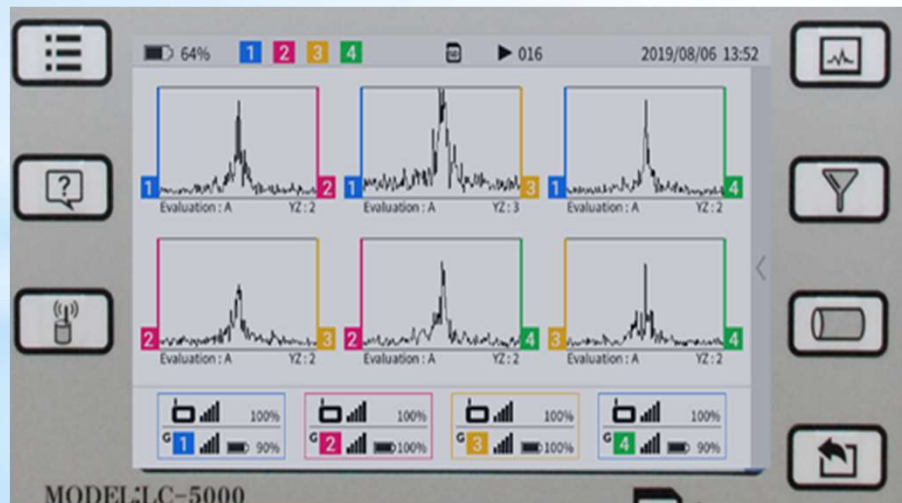 64% 1 2 3 4 SD ▶ 016 2019/08/06 13:52
1 2 1 3 1 4
Evaluation : A YZ : 2 Evaluation : A YZ : 3 Evaluation : A YZ : 2
2 3 2 4 3 4
Evaluation : A YZ : 2 Evaluation : A YZ : 2 Evaluation : A YZ : 2
100% 100% 100% 100%
G 1 90% G 2 100% G 3 100% G 4 90%
?
MODEL:LC-5000